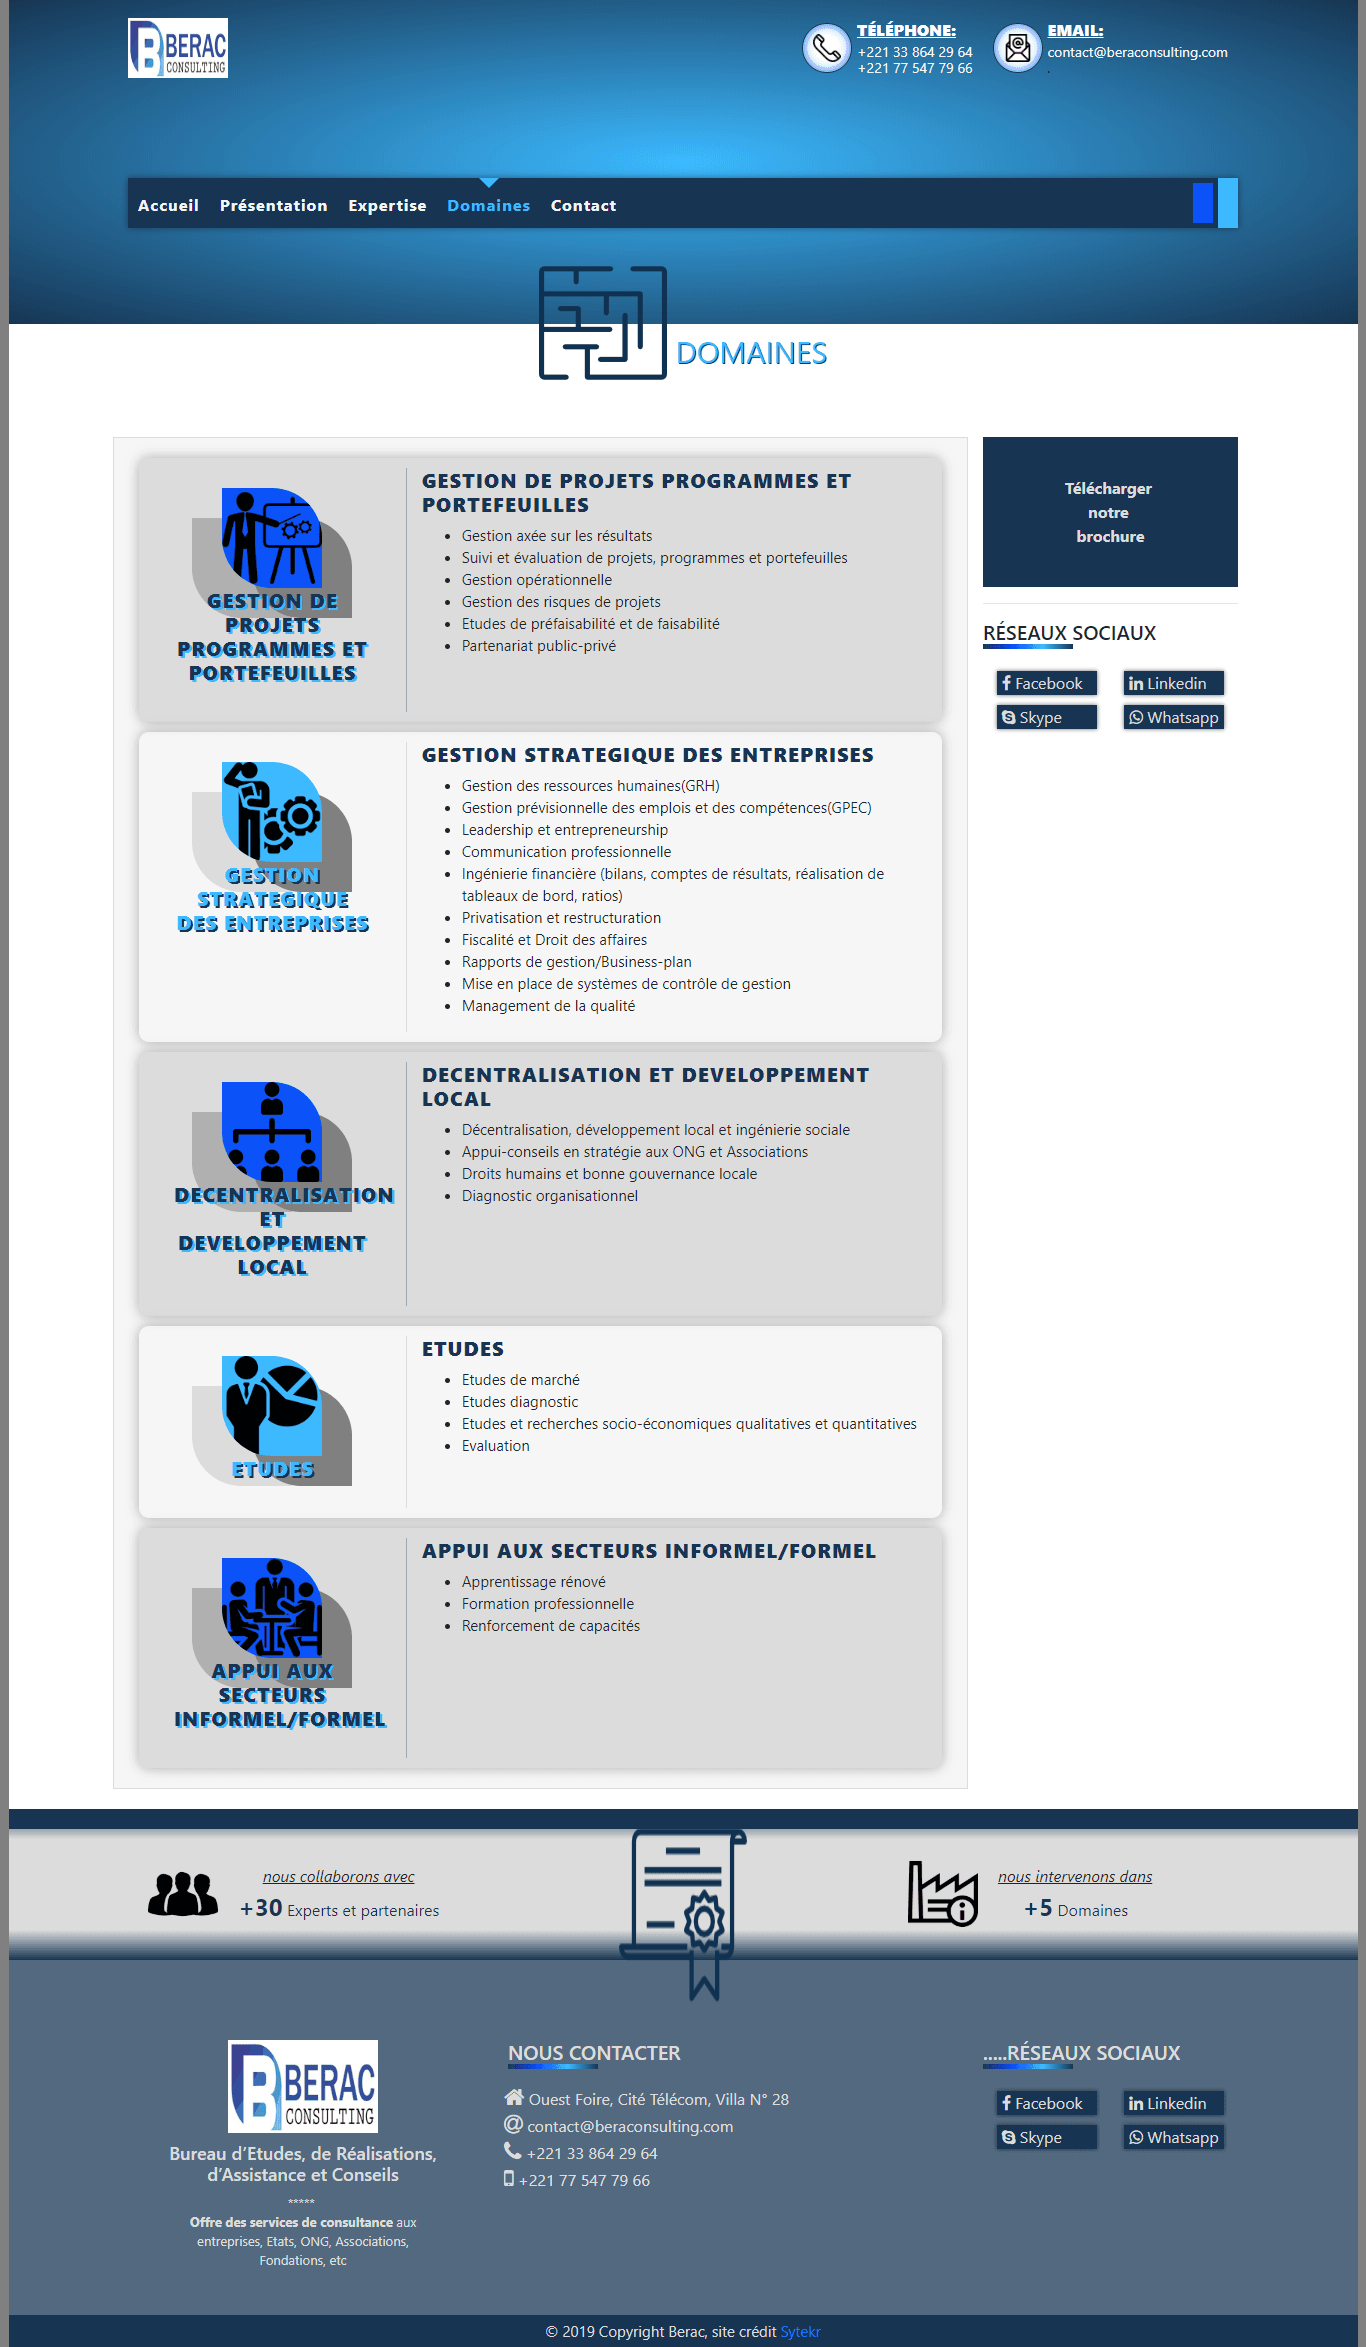 BERAC
CONSULTING
TÉLÉPHONE:
+221 33 864 29 64
+221 77 547 79 66
EMAIL:
contact@beraconsulting.com
.
Accueil Présentation Expertise Domaines Contact
DOMAINES
GESTION DE
PROJETS
PROGRAMMES ET
PORTEFEUILLES
GESTION DE PROJETS PROGRAMMES ET
PORTEFEUILLES
• Gestion axée sur les résultats
• Suivi et évaluation de projets, programmes et portefeuilles
• Gestion opérationnelle
• Gestion des risques de projets
• Etudes de préfaisabilité et de faisabilité
• Partenariat public-privé
GESTION
STRATEGIQUE
DES ENTREPRISES
GESTION STRATEGIQUE DES ENTREPRISES
• Gestion des ressources humaines(GRH)
• Gestion prévisionnelle des emplois et des compétences(GPEC)
• Leadership et entrepreneurship
• Communication professionnelle
• Ingénierie financière (bilans, comptes de résultats, réalisation de
tableaux de bord, ratios)
• Privatisation et restructuration
• Fiscalité et Droit des affaires
• Rapports de gestion/Business-plan
• Mise en place de systèmes de contrôle de gestion
• Management de la qualité
DECENTRALISATION
ET
DEVELOPPEMENT
LOCAL
DECENTRALISATION ET DEVELOPPEMENT
LOCAL
• Décentralisation, développement local et ingénierie sociale
• Appui-conseils en stratégie aux ONG et Associations
• Droits humains et bonne gouvernance locale
• Diagnostic organisationnel
ETUDES
ETUDES
• Etudes de marché
• Etudes diagnostic
• Etudes et recherches socio-économiques qualitatives et quantitatives
• Evaluation
APPUI AUX
SECTEURS
INFORMEL/FORMEL
APPUI AUX SECTEURS INFORMEL/FORMEL
• Apprentissage rénové
• Formation professionnelle
• Renforcement de capacités
Télécharger
notre
brochure
RÉSEAUX SOCIAUX
Facebook
Linkedin
Skype
Whatsapp
nous collaborons avec
+30 Experts et partenaires
nous intervenons dans
+5 Domaines
BERAC
CONSULTING
Bureau d’Etudes, de Réalisations,
d’Assistance et Conseils
*****
Offre des services de consultance aux
entreprises, Etats, ONG, Associations,
Fondations, etc
NOUS CONTACTER
Ouest Foire, Cité Télécom, Villa N° 28
contact@beraconsulting.com
+221 33 864 29 64
+221 77 547 79 66
.....RÉSEAUX SOCIAUX
Facebook
Linkedin
Skype
Whatsapp
© 2019 Copyright Berac, site crédit Sytekr